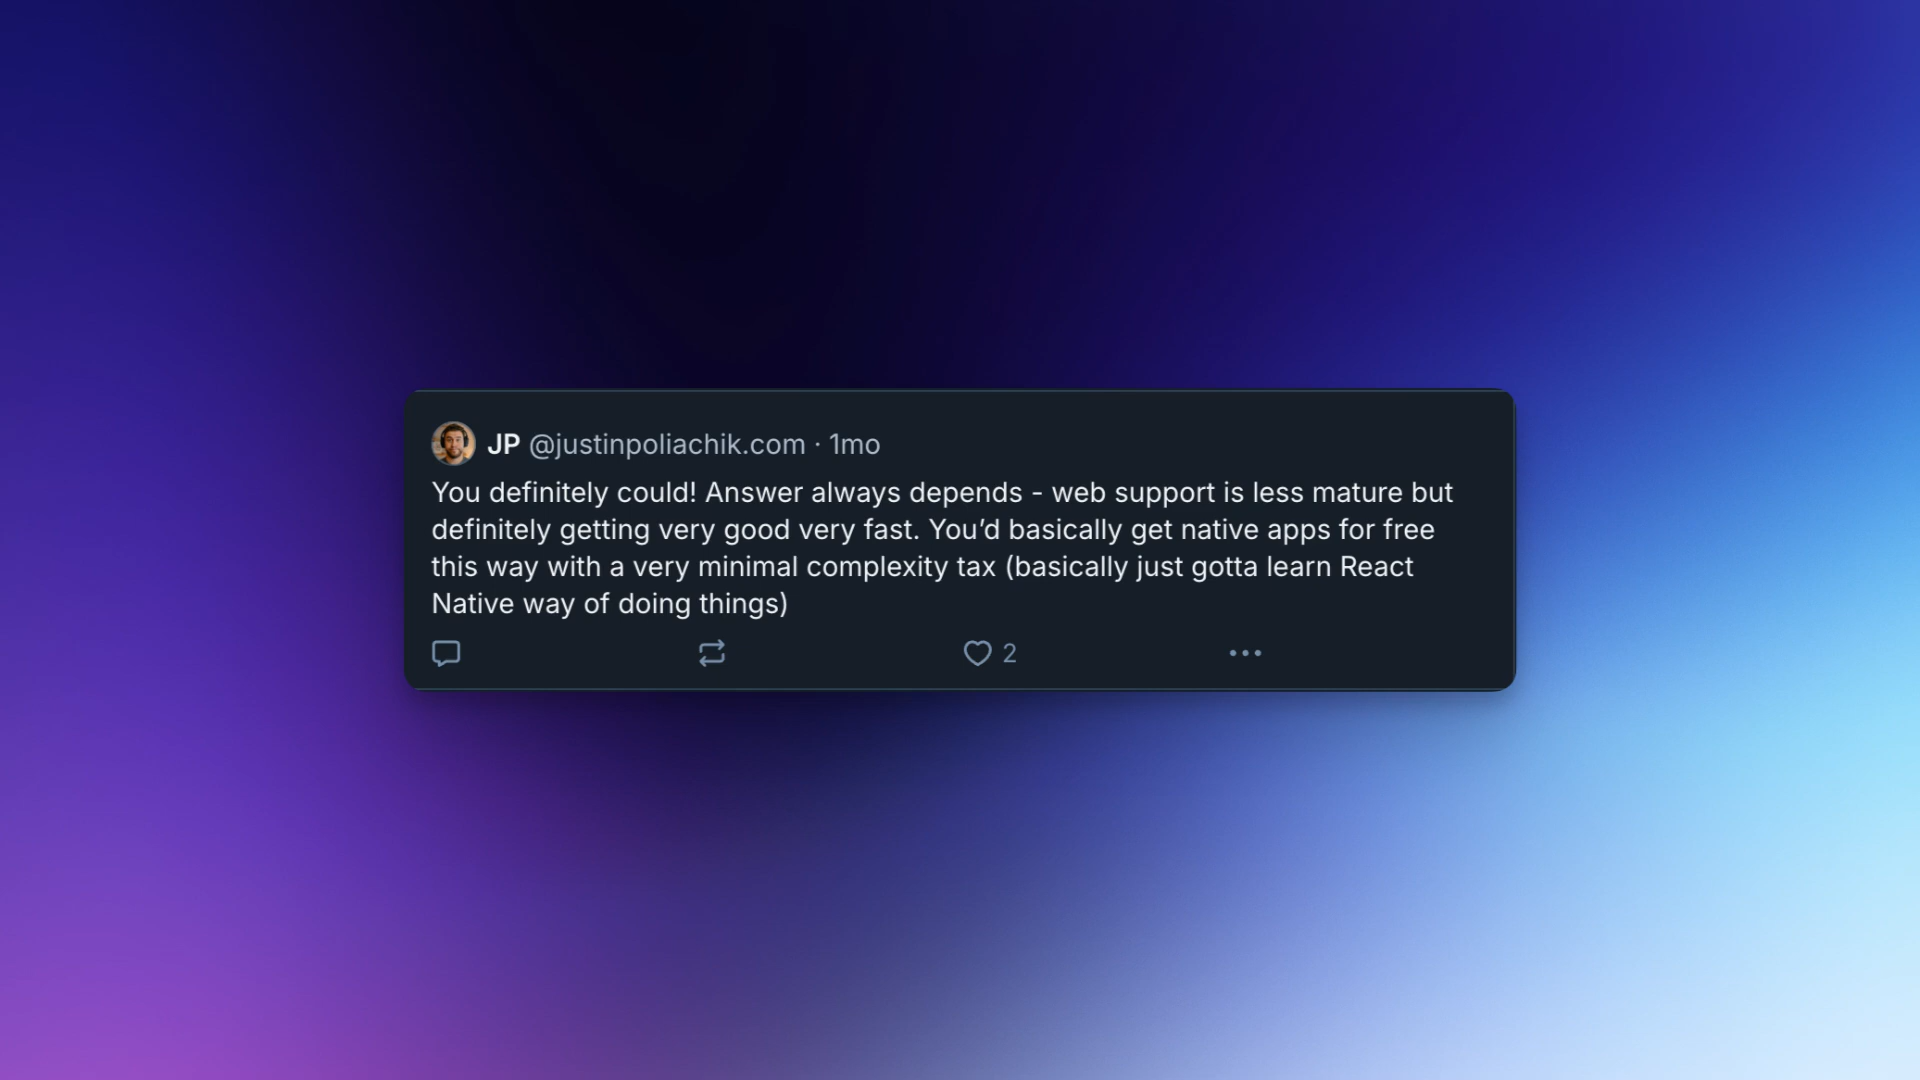 JP @justinpoliachik.com · 1mo
You definitely could! Answer always depends - web support is less mature but
definitely getting very good very fast. You’d basically get native apps for free
this way with a very minimal complexity tax (basically just gotta learn React
Native way of doing things)
2